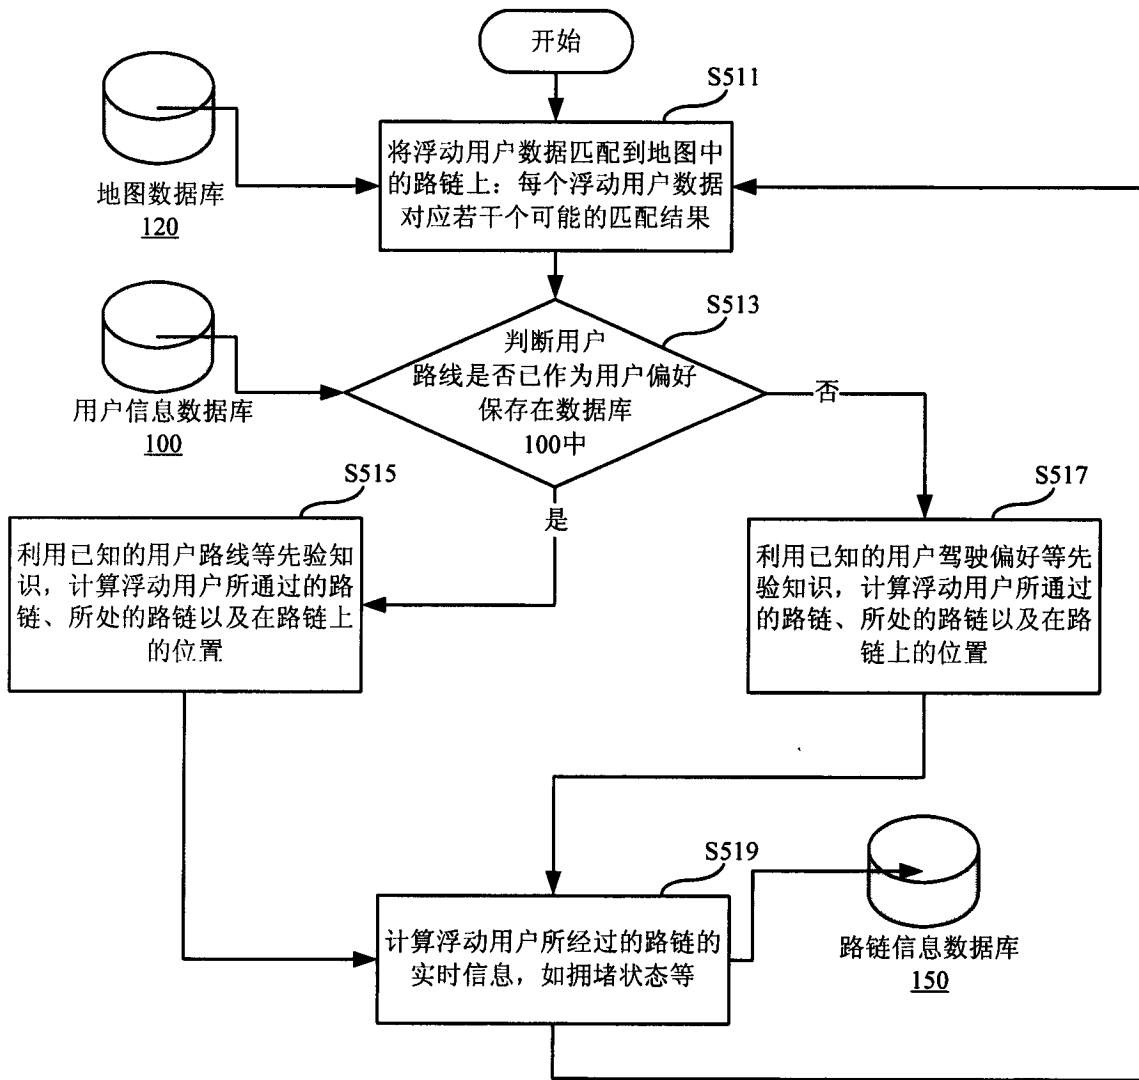 开始
S511
将浮动用户数据匹配到地图中
的路链上：每个浮动用户数据
对应若干个可能的匹配结果
地图数据库
120
S513
判断用户
路线是否已作为用户偏好
保存在数据库
100中
用户信息数据库
100
否
是
S515
利用已知的用户路线等先验知
识，计算浮动用户所通过的路
链、所处的路链以及在路链上
的位置
S517
利用已知的用户驾驶偏好等先
验知识，计算浮动用户所通过
的路链、所处的路链以及在路
链上的位置
S519
计算浮动用户所经过的路链的
实时信息，如拥堵状态等
路链信息数据库
150